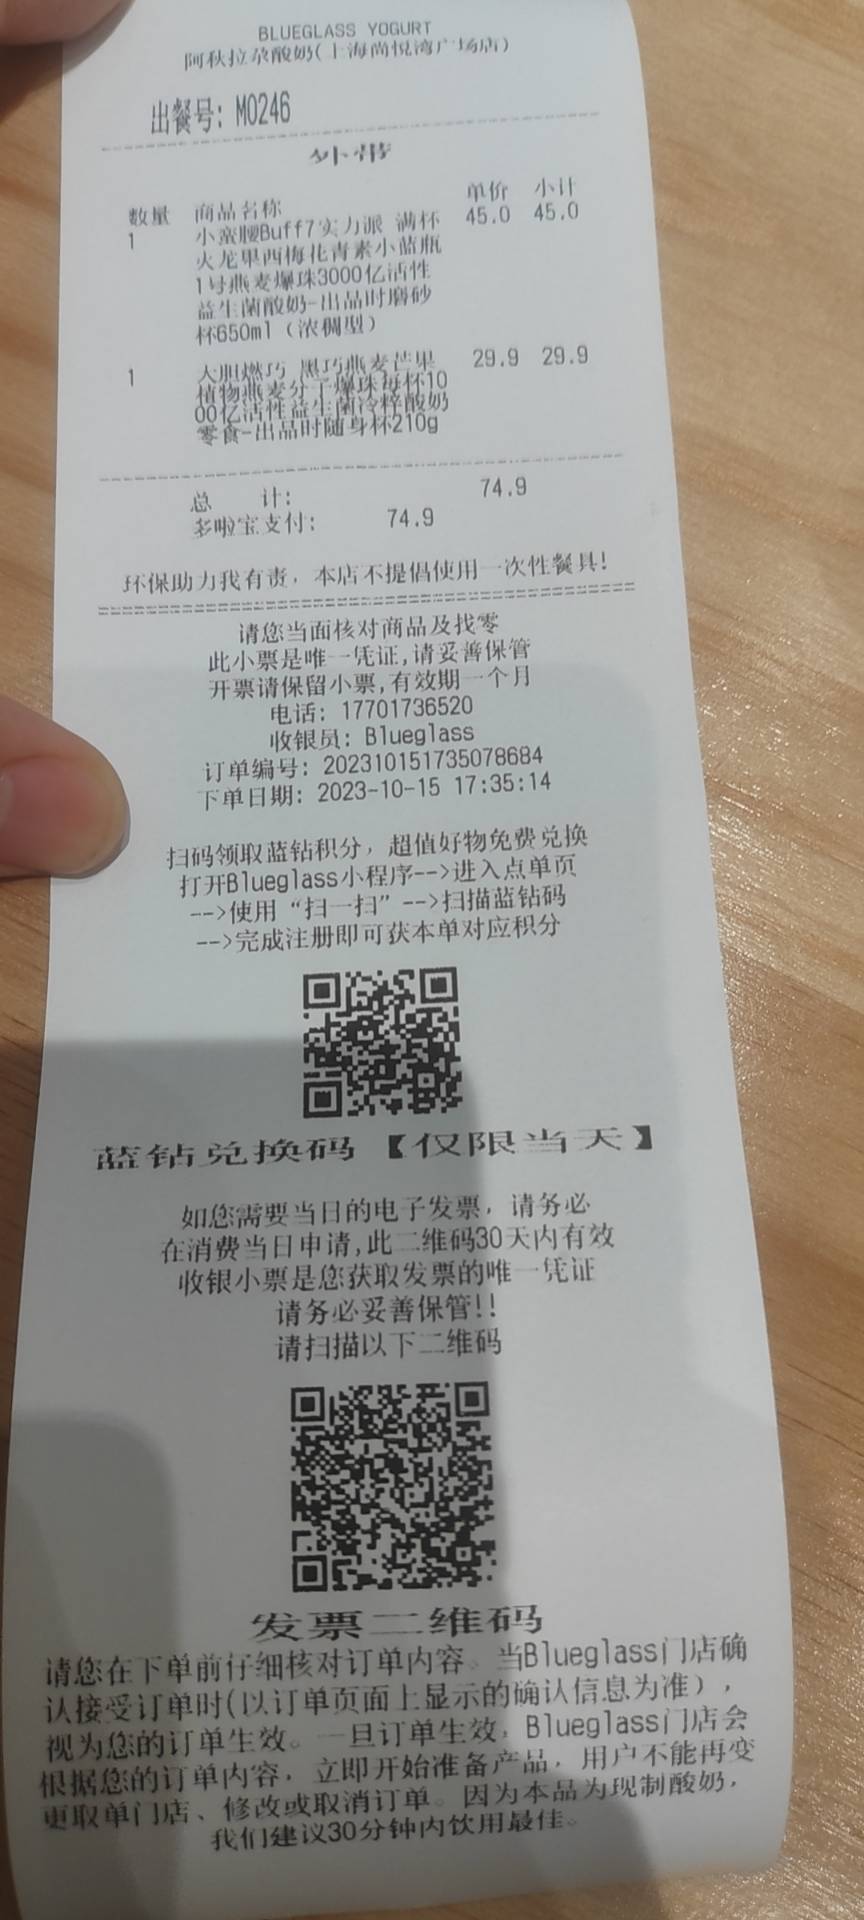 BLUEGLASS YOGURT
阿秋拉尕酸奶(上海尚悦湾广场店)
出餐号: M0246
外带
数量 商品名称 单价 小计
1 小蛮腰Buff7实力派 满杯 45.0 45.0
火龙果西梅花青素小蓝瓶
1号燕麦爆珠3000亿活性
益生菌酸奶-出品时磨砂
杯650ml（浓稠型）
1 大胆燃巧 黑巧燕麦芒果 29.9 29.9
植物燕麦分子爆珠每杯10
00亿活性益生菌冷粹酸奶
零食-出品时随身杯210g
总 计: 74.9
多啦宝支付: 74.9
环保助力我有责，本店不提倡使用一次性餐具!
请您当面核对商品及找零
此小票是唯一凭证,请妥善保管
开票请保留小票,有效期一个月
电话: 17701736520
收银员: Blueglass
订单编号: 202310151735078684
下单日期: 2023-10-15 17:35:14
扫码领取蓝钻积分，超值好物免费兑换
打开Blueglass小程序-->进入点单页
-->使用“扫一扫”-->扫描蓝钻码
-->完成注册即可获本单对应积分
蓝钻兑换码【仅限当天】
如您需要当日的电子发票，请务必
在消费当日申请,此二维码30天内有效
收银小票是您获取发票的唯一凭证
请务必妥善保管!!
请扫描以下二维码
发票二维码
请您在下单前仔细核对订单内容。当Blueglass门店确
认接受订单时(以订单页面上显示的确认信息为准)，
视为您的订单生效。一旦订单生效，Blueglass门店会
根据您的订单内容，立即开始准备产品，用户不能再变
更取单门店、修改或取消订单。因为本品为现制酸奶，
我们建议30分钟内饮用最佳。